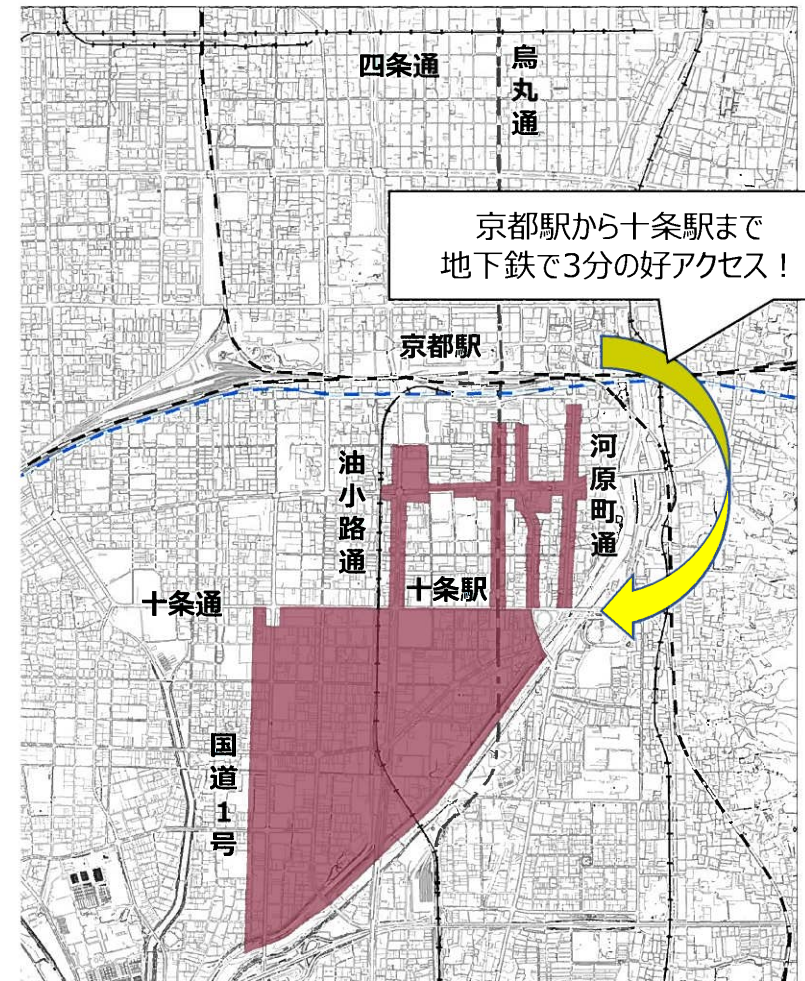 四条通
烏丸通
京都駅から十条駅まで
地下鉄で3分の好アクセス！
京都駅
油小路通
河原町通
十条通
十条駅
国道1号